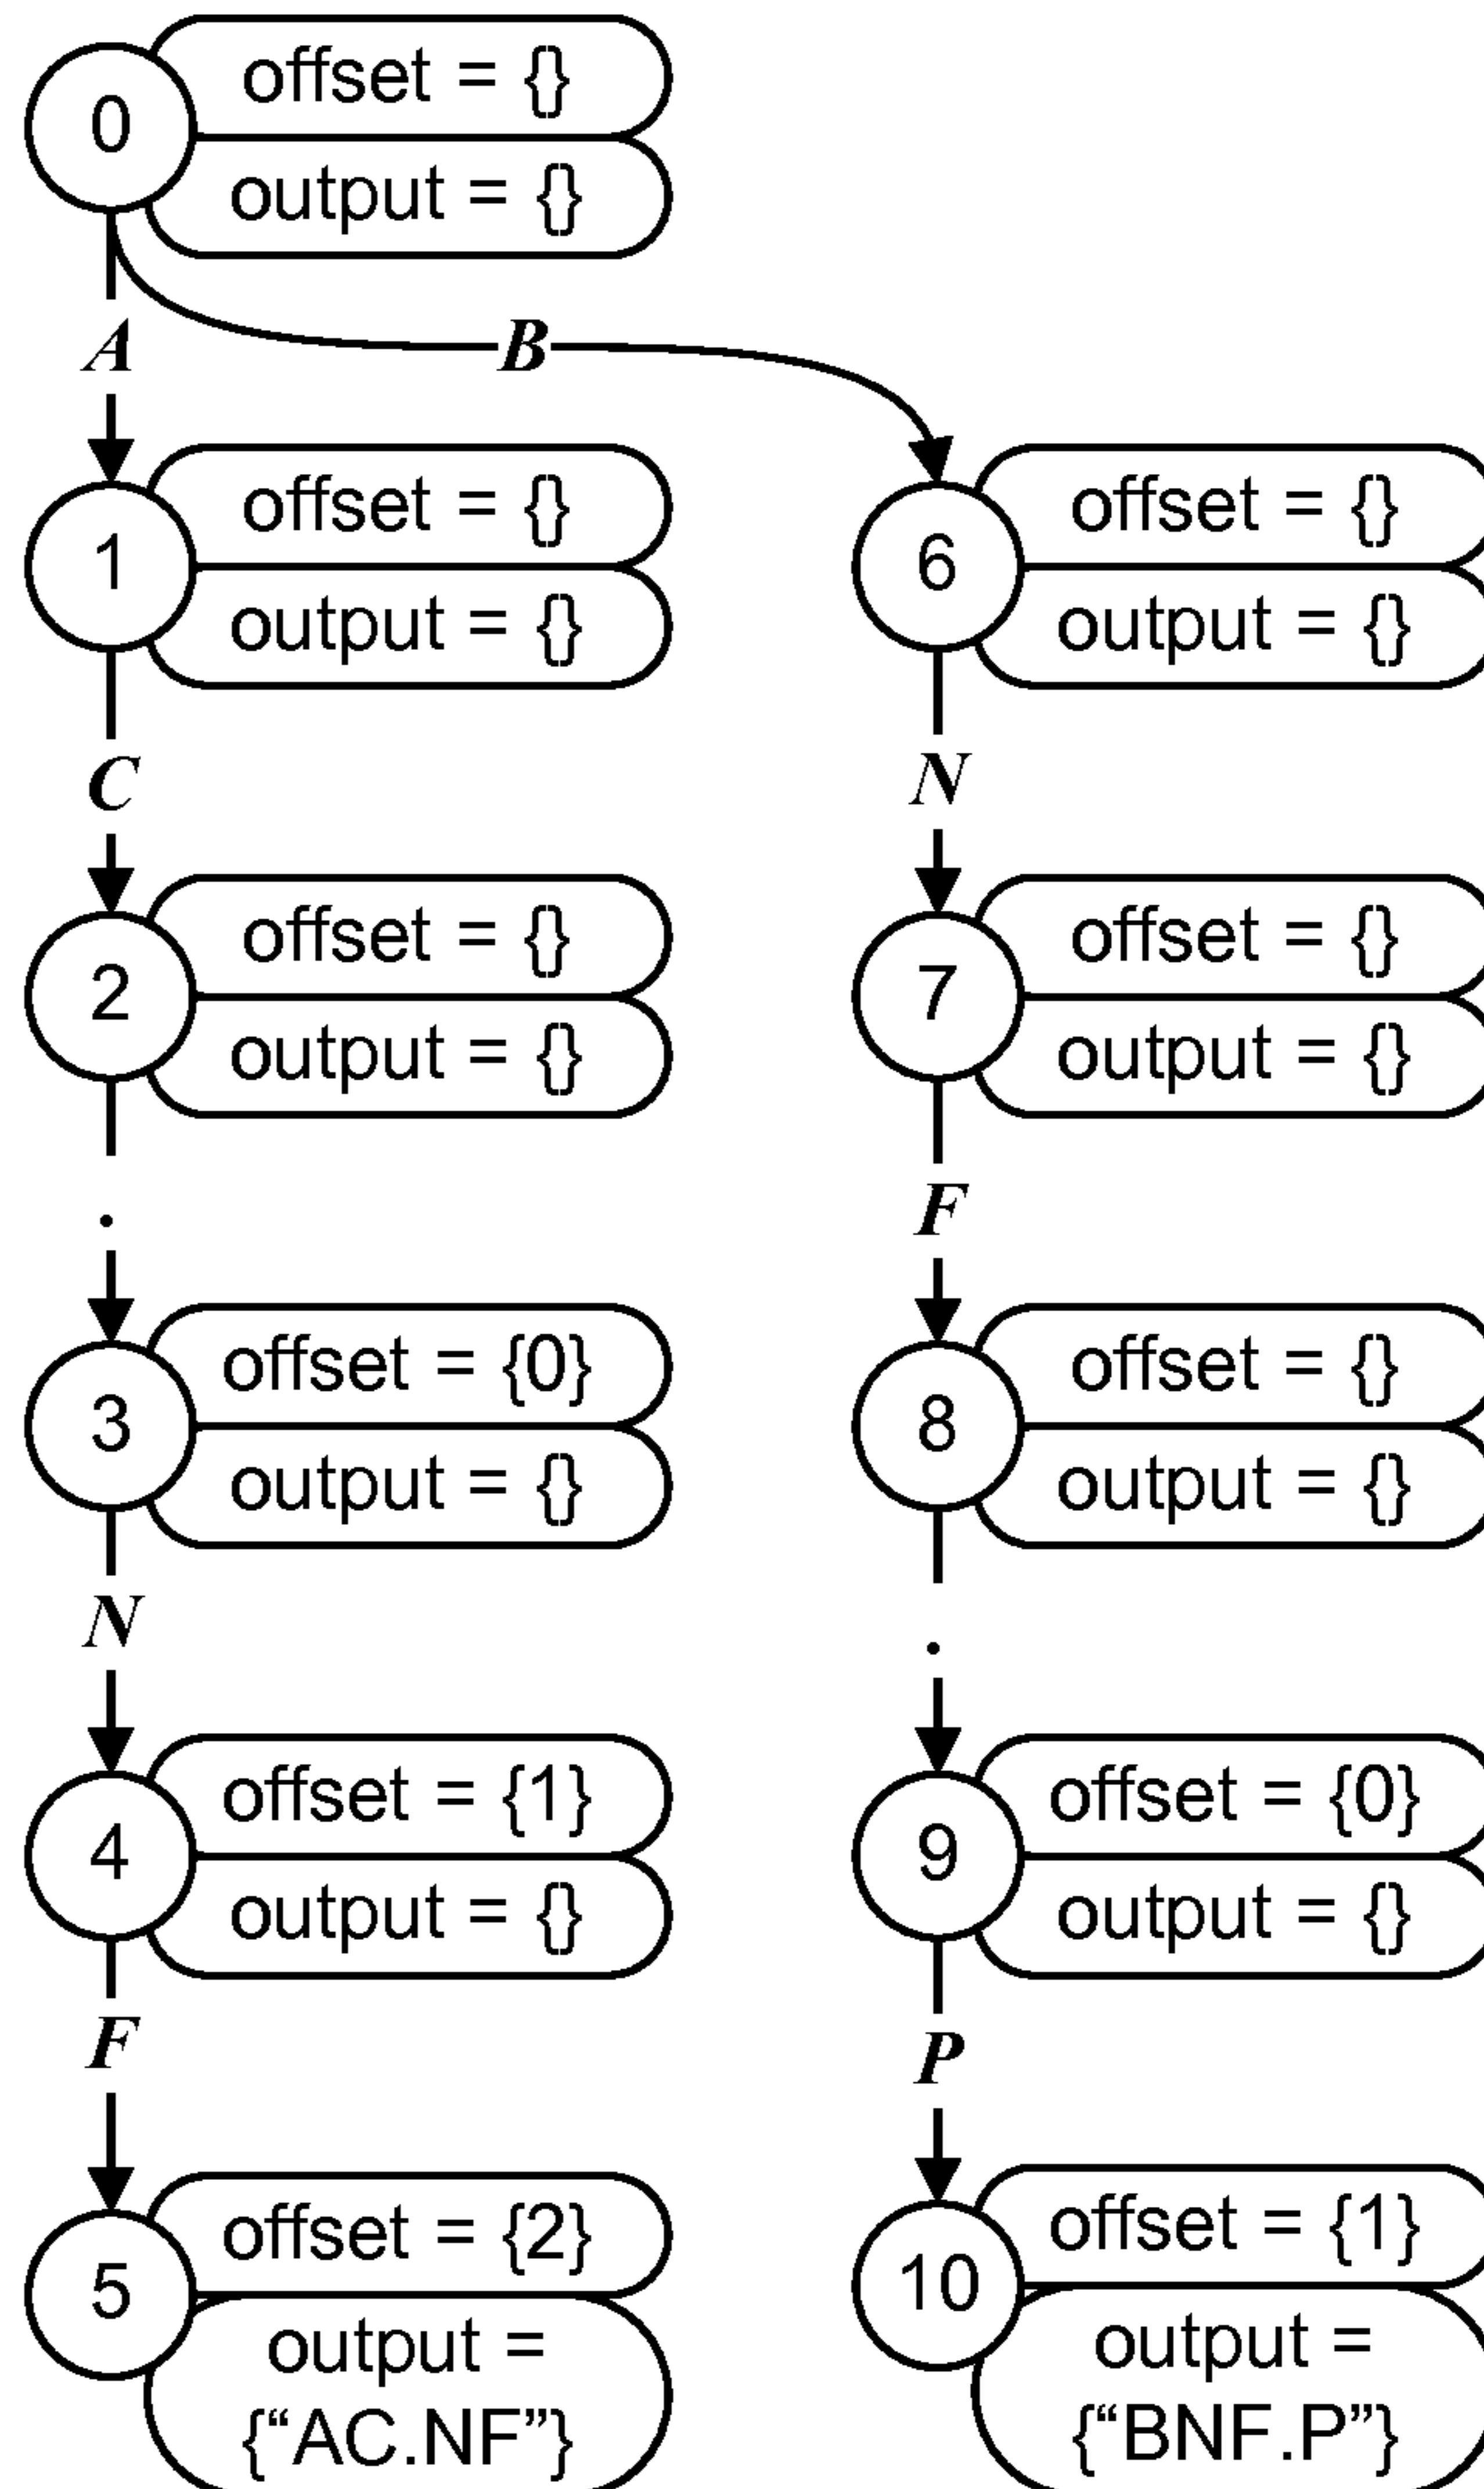 0
offset = {}
output = {}
A
B
1
offset = {}
output = {}
6
offset = {}
output = {}
C
N
2
offset = {}
output = {}
7
offset = {}
output = {}
.
F
3
offset = {0}
output = {}
8
offset = {}
output = {}
N
.
4
offset = {1}
output = {}
9
offset = {0}
output = {}
F
P
5
offset = {2}
output =
{“AC.NF”}
10
offset = {1}
output =
{“BNF.P”}